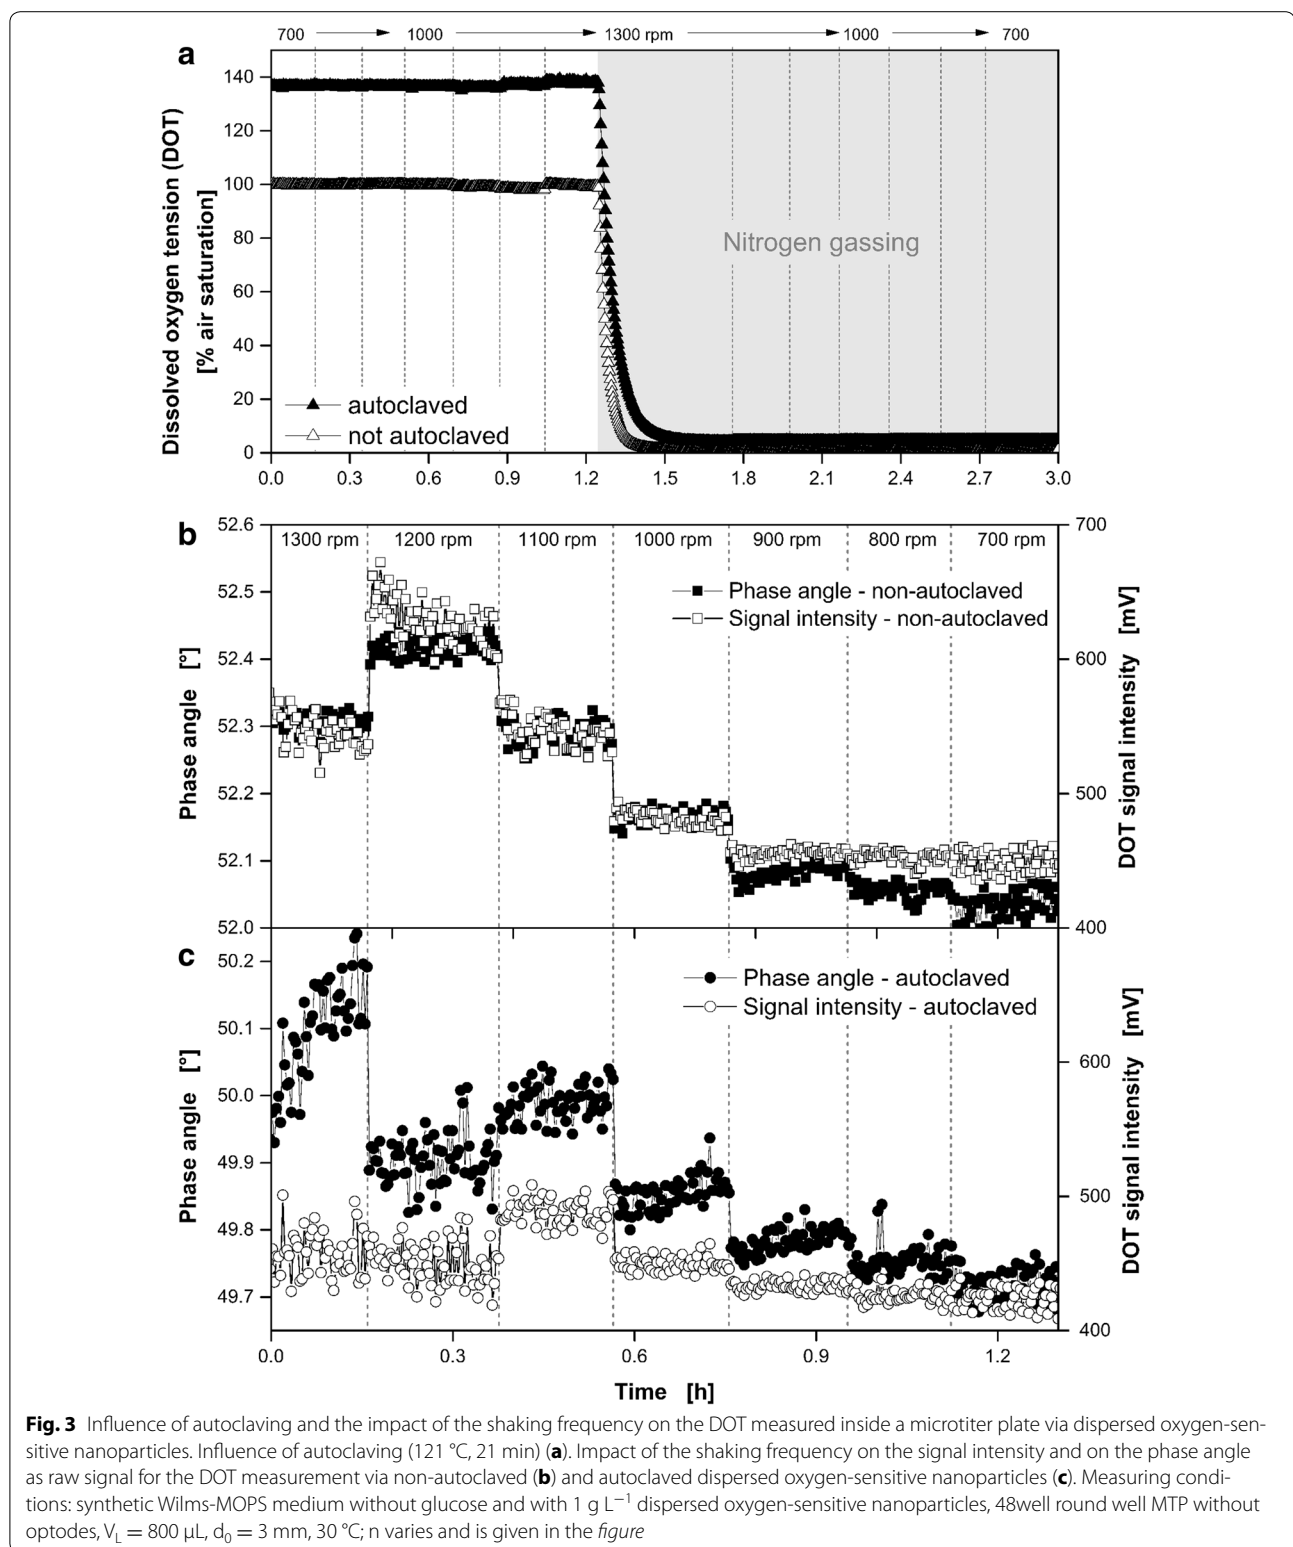 700 1000 1300 rpm 1000 700
a
Dissolved oxygen tension (DOT)
[% air saturation]
140
120
100
80
60
40
20
0
Nitrogen gassing
autoclaved
not autoclaved
0.0 0.3 0.6 0.9 1.2 1.5 1.8 2.1 2.4 2.7 3.0
b
52.6
52.5
52.4
52.3
52.2
52.1
52.0
Phase angle [°]
1300 rpm 1200 rpm 1100 rpm 1000 rpm 900 rpm 800 rpm 700 rpm
Phase angle - non-autoclaved
Signal intensity - non-autoclaved
700
600
500
400
DOT signal intensity [mV]
c
50.2
50.1
50.0
49.9
49.8
49.7
Phase angle [°]
Phase angle - autoclaved
Signal intensity - autoclaved
600
500
400
DOT signal intensity [mV]
0.0 0.3 0.6 0.9 1.2
Time [h]
Fig. 3 Influence of autoclaving and the impact of the shaking frequency on the DOT measured inside a microtiter plate via dispersed oxygen-sen-
sitive nanoparticles. Influence of autoclaving (121 °C, 21 min) (a). Impact of the shaking frequency on the signal intensity and on the phase angle
as raw signal for the DOT measurement via non-autoclaved (b) and autoclaved dispersed oxygen-sensitive nanoparticles (c). Measuring condi-
tions: synthetic Wilms-MOPS medium without glucose and with 1 g L⁻¹ dispersed oxygen-sensitive nanoparticles, 48well round well MTP without
optodes, V_L = 800 µL, d₀ = 3 mm, 30 °C; n varies and is given in the figure